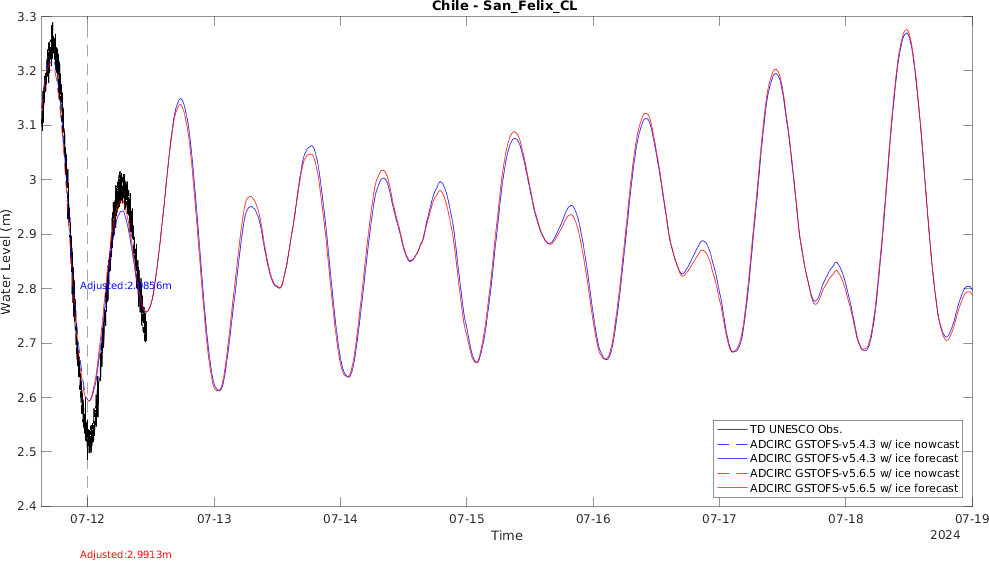 Chile - San_Felix_CL
Water Level (m)
3.3
3.2
3.1
3
2.9
2.8
2.7
2.6
2.5
2.4
TD UNESCO Obs.
ADCIRC GSTOFS-v5.4.3 w/ ice nowcast
ADCIRC GSTOFS-v5.4.3 w/ ice forecast
ADCIRC GSTOFS-v5.6.5 w/ ice nowcast
ADCIRC GSTOFS-v5.6.5 w/ ice forecast
07-12 07-13 07-14 07-15 07-16 07-17 07-18 07-19
Time
2024
Adjusted:2.9913m